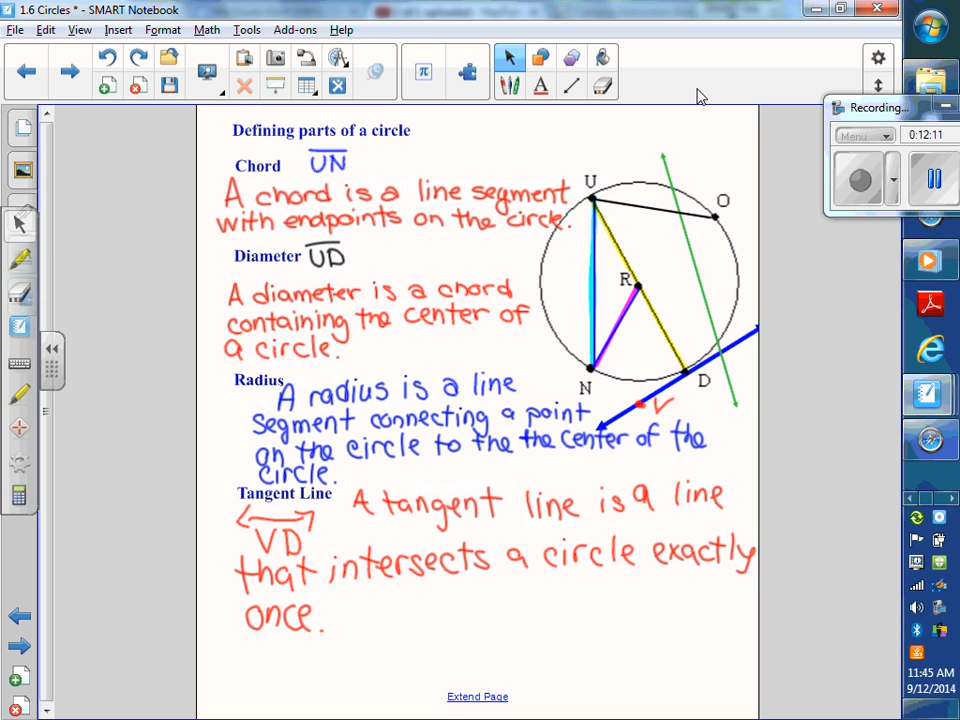 1.6 Circles * - SMART Notebook
File Edit View Insert Format Math Tools Add-ons Help
Recording...
Menu
0:12:11
Defining parts of a circle
Chord UN
A chord is a line segment
with endpoints on the circle.
Diameter UD
A diameter is a chord
containing the center of
a circle.
Radius
A radius is a line
segment connecting a point
on the circle to the the center of the
circle.
Tangent Line
A tangent line is a line
VD
that intersects a circle exactly
once.
U
O
R
N
D
V
Extend Page
11:45 AM
9/12/2014